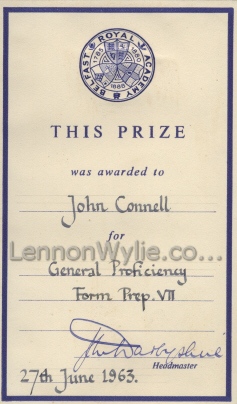 BELFAST ROYAL ACADEMY
1785 1880
1888
THIS PRIZE
was awarded to
John Connell
for
LennonWylie.co...
General Proficiency
Form Prep. VII
Headmaster
27th June 1963.